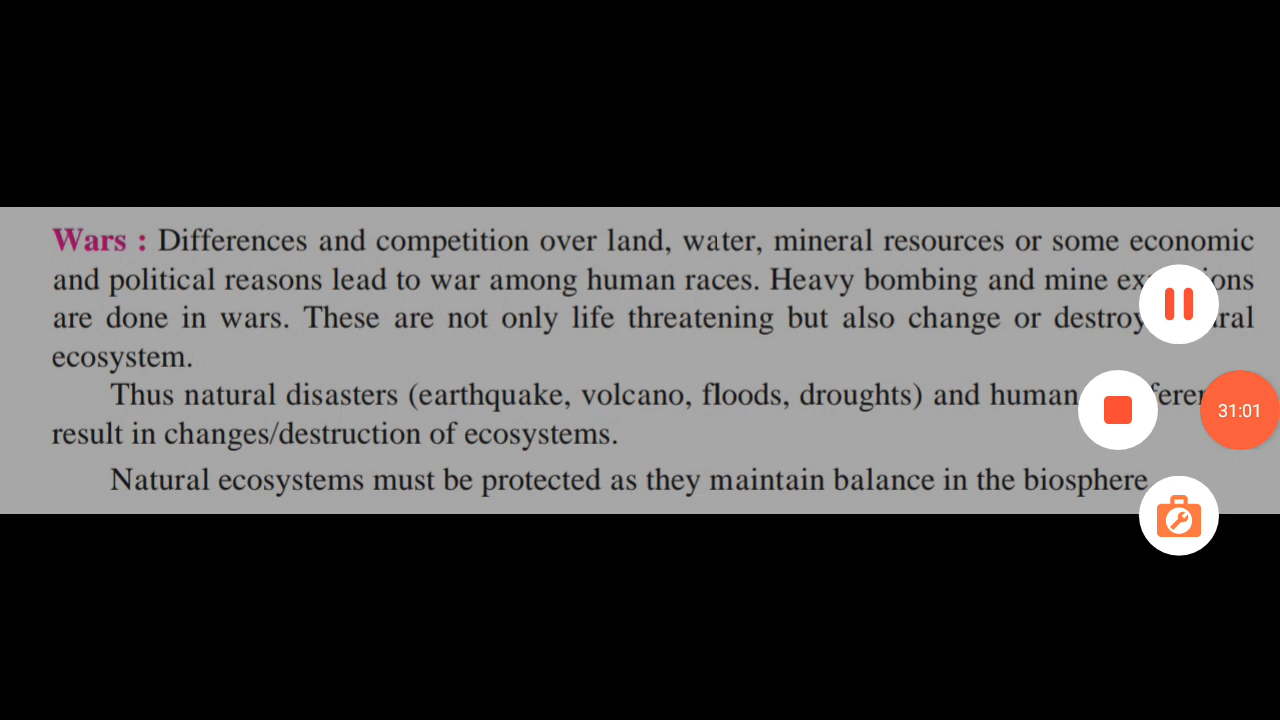 Wars : Differences and competition over land, water, mineral resources or some economic
and political reasons lead to war among human races. Heavy bombing and mine
are done in wars. These are not only life threatening but also change or destroy
ecosystem.
Thus natural disasters (earthquake, volcano, floods, droughts) and human
31:01
result in changes/destruction of ecosystems.
Natural ecosystems must be protected as they maintain balance in the biosphere